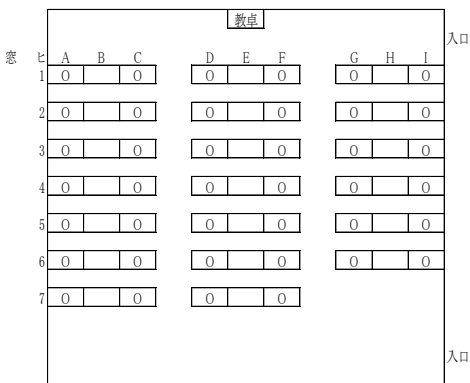 教卓
入口
窓 ヒ A B C D E F G H I
1 O O O O O O
2 O O O O O O
3 O O O O O O
4 O O O O O O
5 O O O O O O
6 O O O O O O
7 O O O O
入口